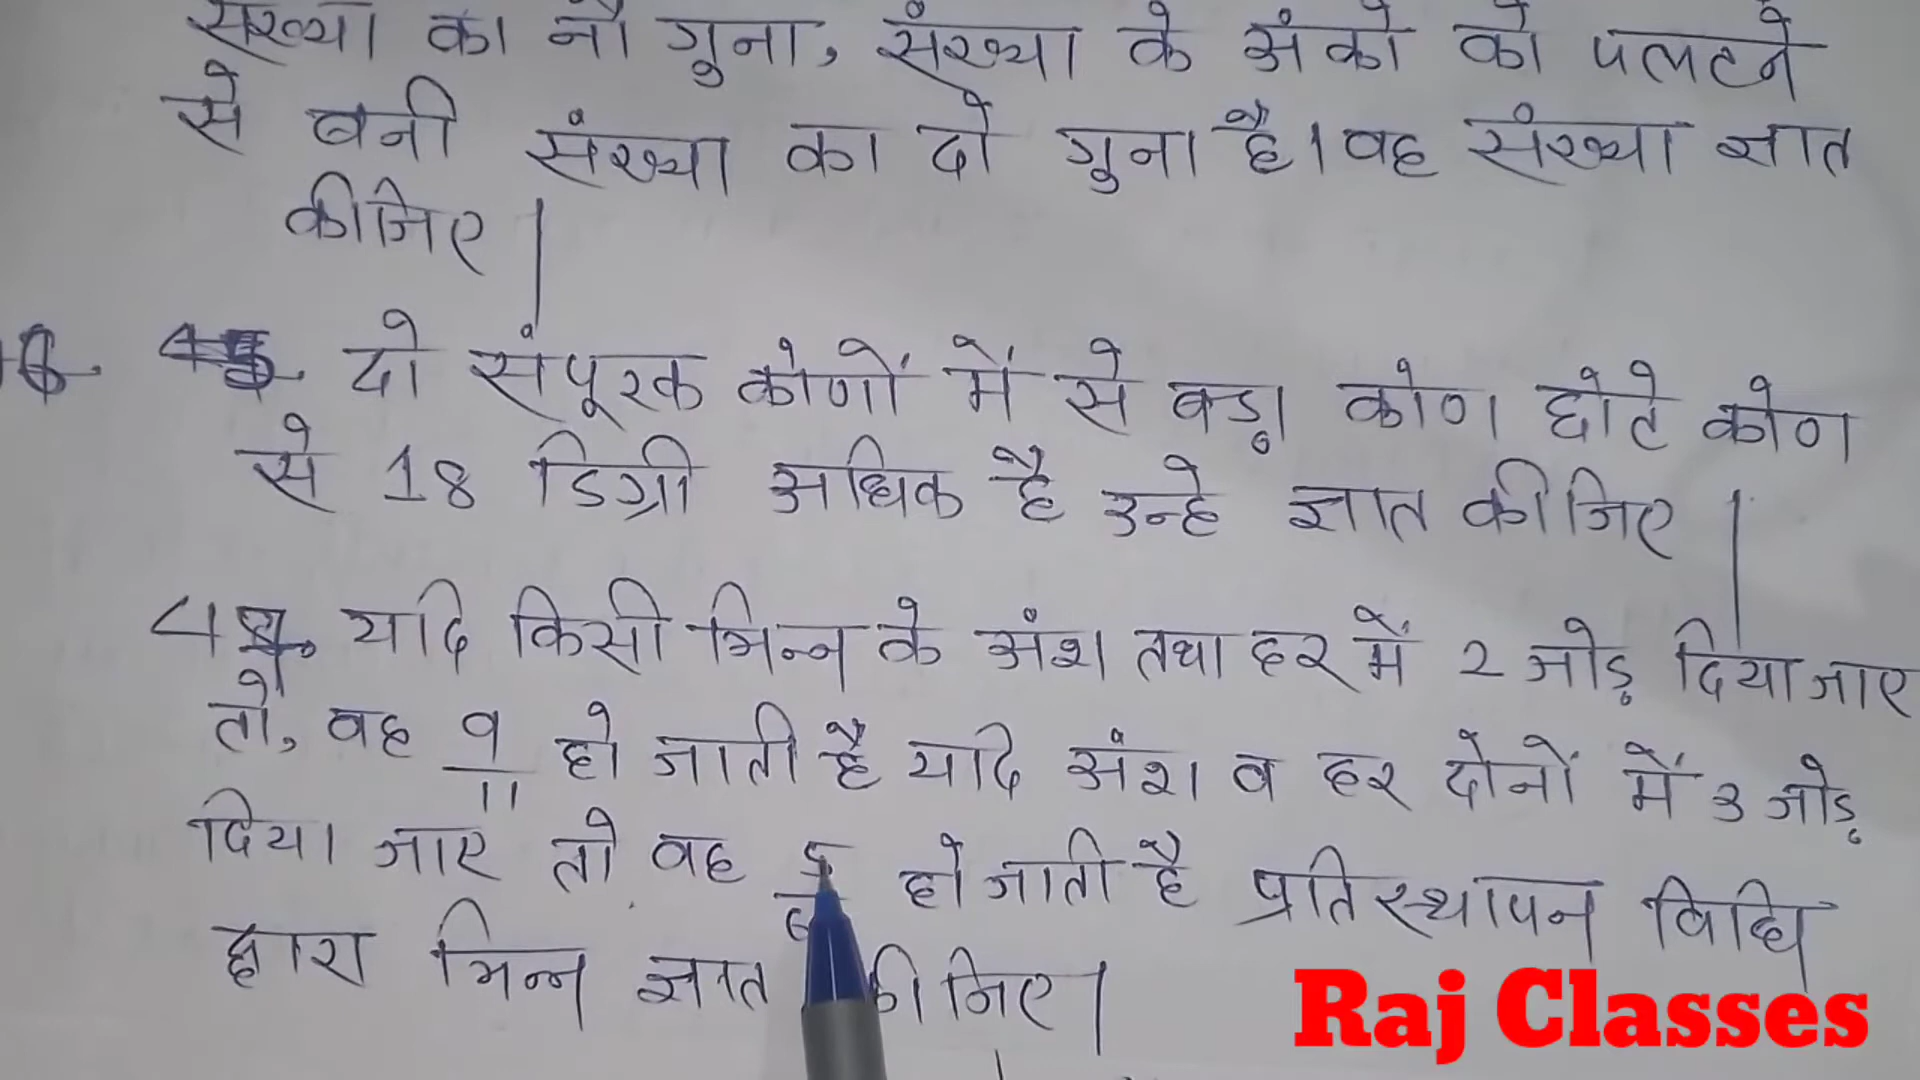 संख्या का नौ गुना, संख्या के अंको को पलटने
से बनी संख्या का दो गुना है। वह संख्या ज्ञात
कीजिए।
दो संपूरक कोणों में से बड़ा कोण छोटे कोण
से 18 डिग्री अधिक है उन्हे ज्ञात कीजिए।
4 यदि किसी भिन्न के अंश तथा हर में 2 जोड़ दिया जाए
तो, वह 9/11 हो जाती है यदि अंश व हर दोनों में 3 जोड़
दिया जाए तो वह 5/6 हो जाती है प्रतिस्थापन विधि
द्वारा भिन्न ज्ञात कीजिए।
Raj Classes